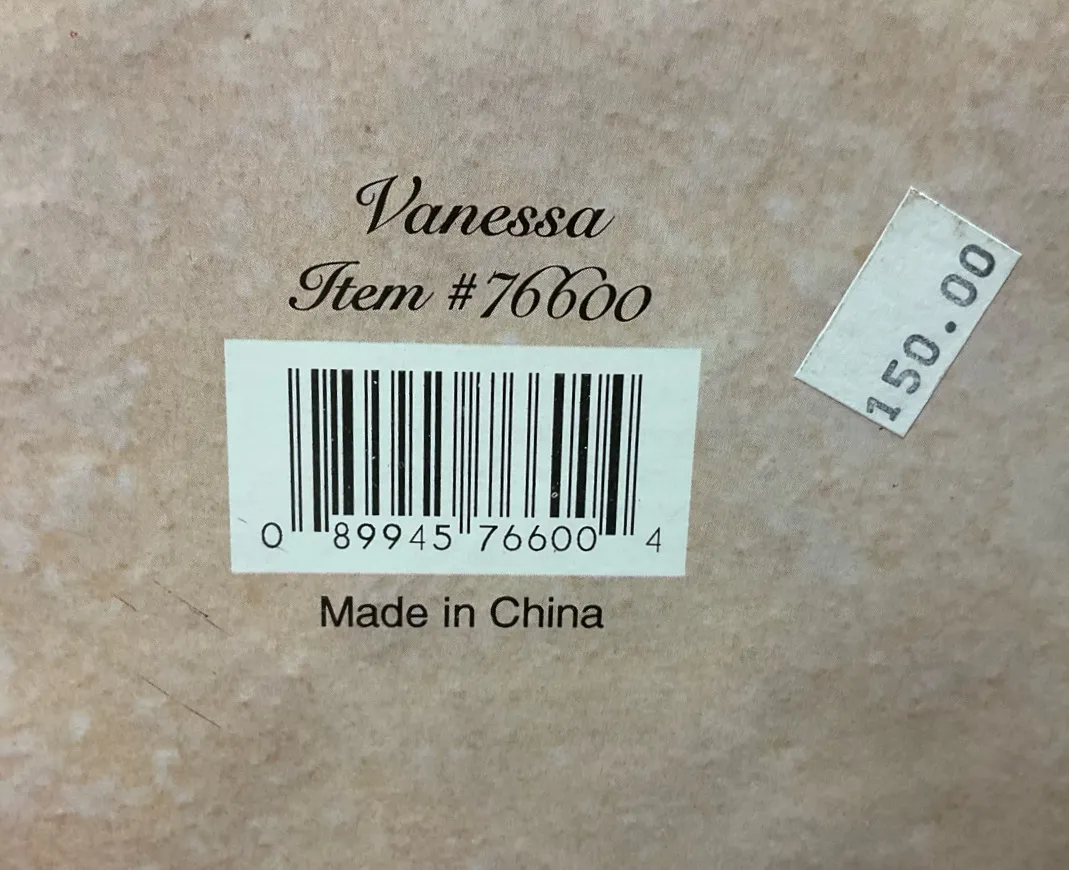 Vanessa
Item #76600
0 89945 76600 4
Made in China
150.00